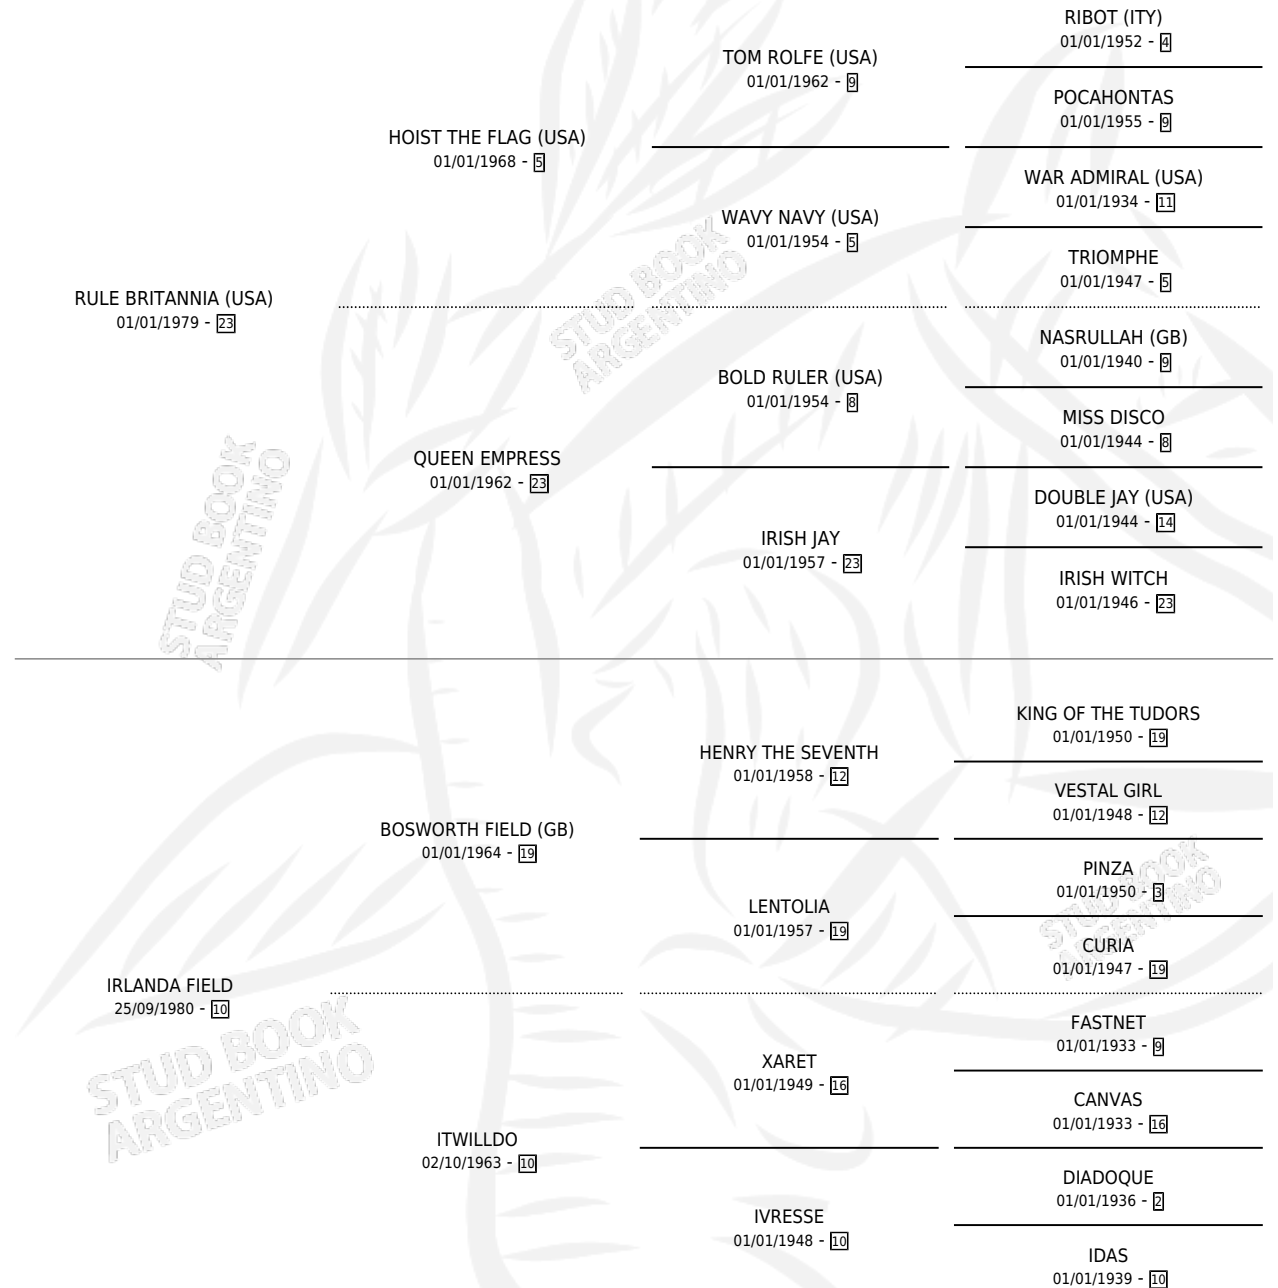 RIBOT (ITY)
01/01/1952 - 4
TOM ROLFE (USA)
01/01/1962 - 9
POCAHONTAS
01/01/1955 - 9
HOIST THE FLAG (USA)
01/01/1968 - 5
WAR ADMIRAL (USA)
01/01/1934 - 11
WAVY NAVY (USA)
01/01/1954 - 5
TRIOMPHE
01/01/1947 - 5
RULE BRITANNIA (USA)
01/01/1979 - 23
NASRULLAH (GB)
01/01/1940 - 9
BOLD RULER (USA)
01/01/1954 - 8
MISS DISCO
01/01/1944 - 8
QUEEN EMPRESS
01/01/1962 - 23
DOUBLE JAY (USA)
01/01/1944 - 14
IRISH JAY
01/01/1957 - 23
IRISH WITCH
01/01/1946 - 23
KING OF THE TUDORS
01/01/1950 - 19
HENRY THE SEVENTH
01/01/1958 - 12
VESTAL GIRL
01/01/1948 - 12
BOSWORTH FIELD (GB)
01/01/1964 - 19
PINZA
01/01/1950 - 3
LENTOLIA
01/01/1957 - 19
CURIA
01/01/1947 - 19
IRLANDA FIELD
25/09/1980 - 10
FASTNET
01/01/1933 - 9
XARET
01/01/1949 - 16
CANVAS
01/01/1933 - 16
ITWILLDO
02/10/1963 - 10
DIADOQUE
01/01/1936 - 2
IVRESSE
01/01/1948 - 10
IDAS
01/01/1939 - 10
STUD BOOK
ARGENTINO
STUD BOOK
ARGENTINO
STUD BOOK
ARGENTINO
STUD BOOK
ARGENTINO